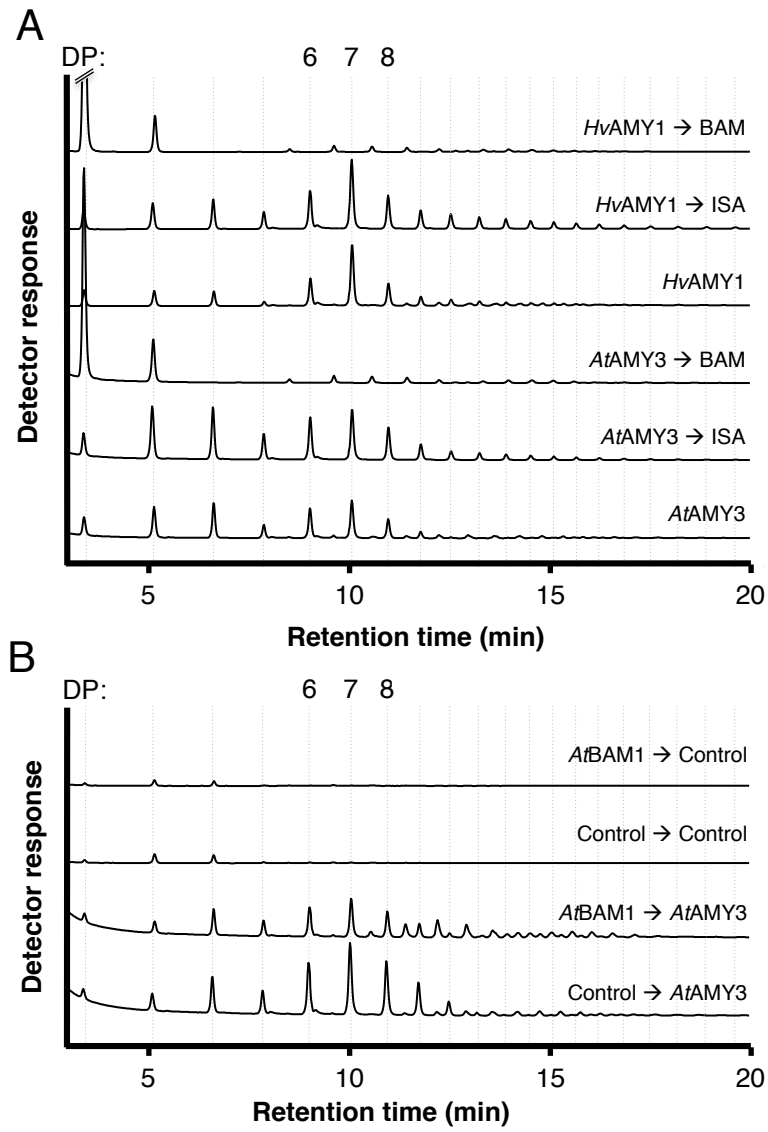 A
DP: 6 7 8
HvAMY1 → BAM
HvAMY1 → ISA
HvAMY1
AtAMY3 → BAM
AtAMY3 → ISA
AtAMY3
Detector response
5 10 15 20
Retention time (min)
B
DP: 6 7 8
AtBAM1 → Control
Control → Control
AtBAM1 → AtAMY3
Control → AtAMY3
Detector response
5 10 15 20
Retention time (min)